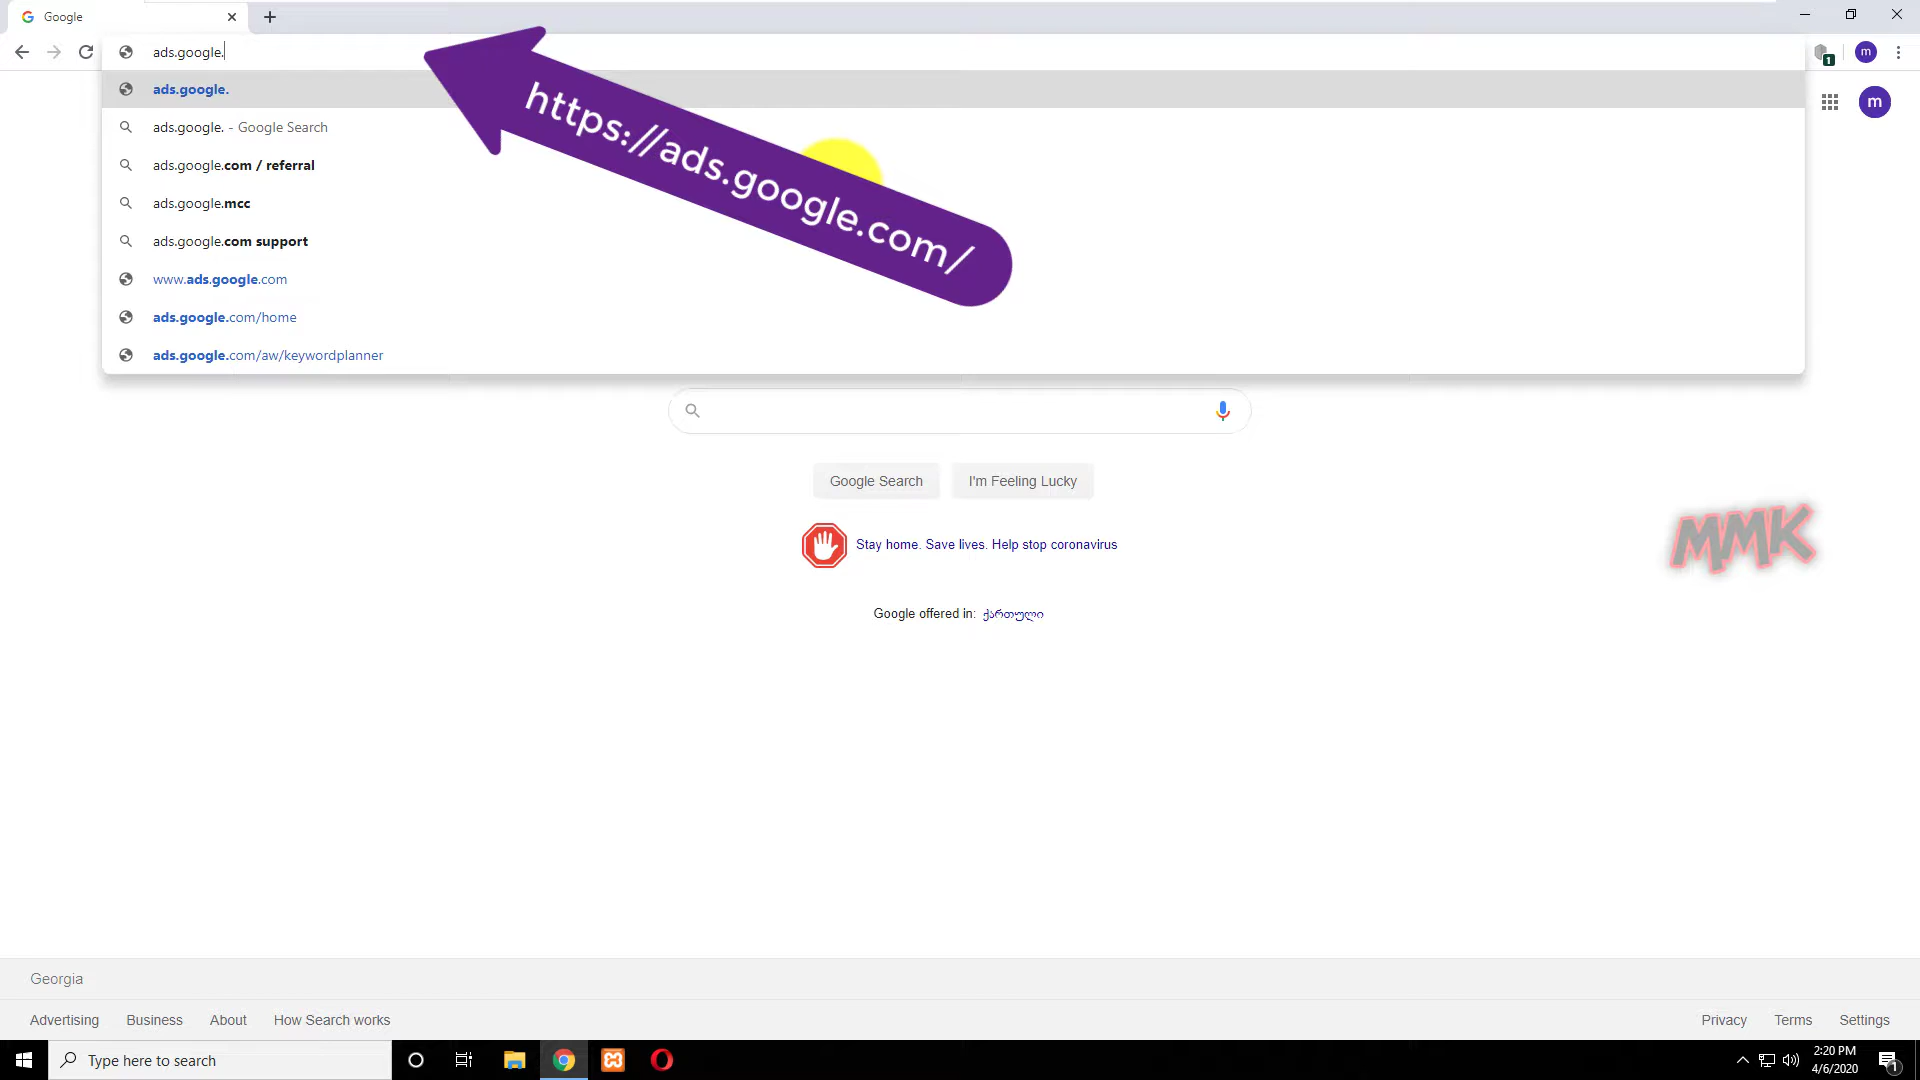 Google
ads.google.
m
1
ads.google.
ads.google. - Google Search
ads.google.com / referral
ads.google.mcc
ads.google.com support
www.ads.google.com
ads.google.com/home
ads.google.com/aw/keywordplanner
https://ads.google.com/
m
Google Search
I'm Feeling Lucky
Stay home. Save lives. Help stop coronavirus
MMK
Google offered in: ქართული
Georgia
Advertising
Business
About
How Search works
Privacy
Terms
Settings
Type here to search
2:20 PM
4/6/2020
1